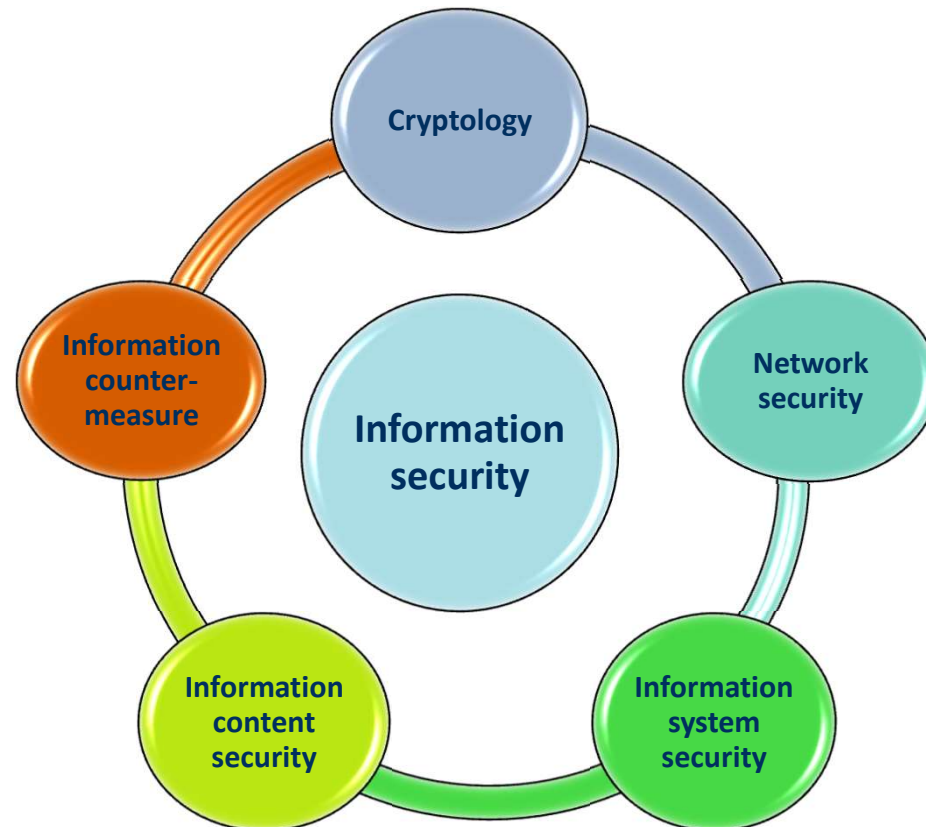 Cryptology
Network
security
Information
system
security
Information
content
security
Information
counter-
measure
Information
security